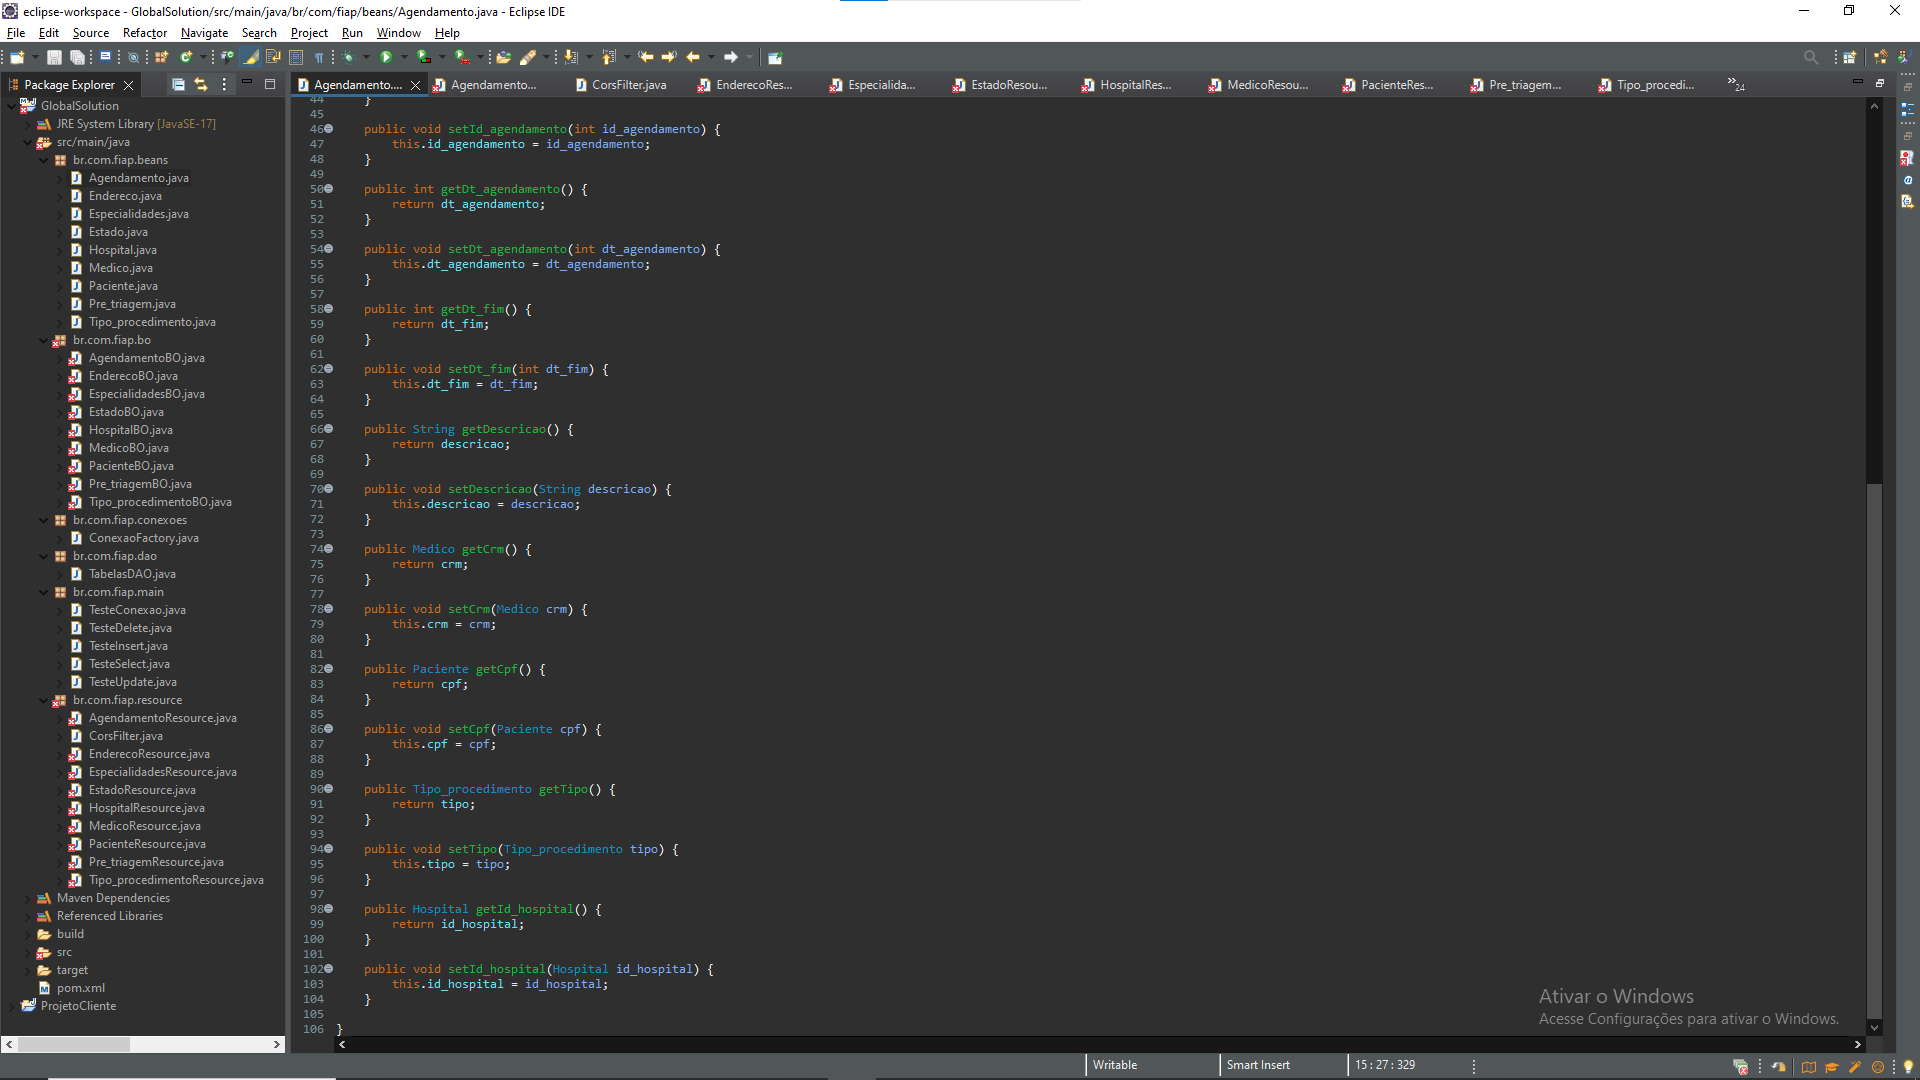 eclipse-workspace - GlobalSolution/src/main/java/br/com/fiap/beans/Agendamento.java - Eclipse IDE
File Edit Source Refactor Navigate Search Project Run Window Help
Package Explorer
Agendamento.... Agendamento... CorsFilter.java EnderecoRes... Especialida... EstadoResou... HospitalRes... MedicoResou... PacienteRes... Pre_triagem... Tipo_procedi... 24
GlobalSolution
JRE System Library [JavaSE-17]
src/main/java
br.com.fiap.beans
Agendamento.java
Endereco.java
Especialidades.java
Estado.java
Hospital.java
Medico.java
Paciente.java
Pre_triagem.java
Tipo_procedimento.java
br.com.fiap.bo
AgendamentoBO.java
EnderecoBO.java
EspecialidadesBO.java
EstadoBO.java
HospitalBO.java
MedicoBO.java
PacienteBO.java
Pre_triagemBO.java
Tipo_procedimentoBO.java
br.com.fiap.conexoes
ConexaoFactory.java
br.com.fiap.dao
TabelasDAO.java
br.com.fiap.main
TesteConexao.java
TesteDelete.java
TesteInsert.java
TesteSelect.java
TesteUpdate.java
br.com.fiap.resource
AgendamentoResource.java
CorsFilter.java
EnderecoResource.java
EspecialidadesResource.java
EstadoResource.java
HospitalResource.java
MedicoResource.java
PacienteResource.java
Pre_triagemResource.java
Tipo_procedimentoResource.java
Maven Dependencies
Referenced Libraries
build
src
target
pom.xml
ProjetoCliente
44 }
45
46 public void setId_agendamento(int id_agendamento) {
47 this.id_agendamento = id_agendamento;
48 }
49
50 public int getDt_agendamento() {
51 return dt_agendamento;
52 }
53
54 public void setDt_agendamento(int dt_agendamento) {
55 this.dt_agendamento = dt_agendamento;
56 }
57
58 public int getDt_fim() {
59 return dt_fim;
60 }
61
62 public void setDt_fim(int dt_fim) {
63 this.dt_fim = dt_fim;
64 }
65
66 public String getDescricao() {
67 return descricao;
68 }
69
70 public void setDescricao(String descricao) {
71 this.descricao = descricao;
72 }
73
74 public Medico getCrm() {
75 return crm;
76 }
77
78 public void setCrm(Medico crm) {
79 this.crm = crm;
80 }
81
82 public Paciente getCpf() {
83 return cpf;
84 }
85
86 public void setCpf(Paciente cpf) {
87 this.cpf = cpf;
88 }
89
90 public Tipo_procedimento getTipo() {
91 return tipo;
92 }
93
94 public void setTipo(Tipo_procedimento tipo) {
95 this.tipo = tipo;
96 }
97
98 public Hospital getId_hospital() {
99 return id_hospital;
100 }
101
102 public void setId_hospital(Hospital id_hospital) {
103 this.id_hospital = id_hospital;
104 }
105
106 }
Ativar o Windows
Acesse Configurações para ativar o Windows.
Writable Smart Insert 15 : 27 : 329